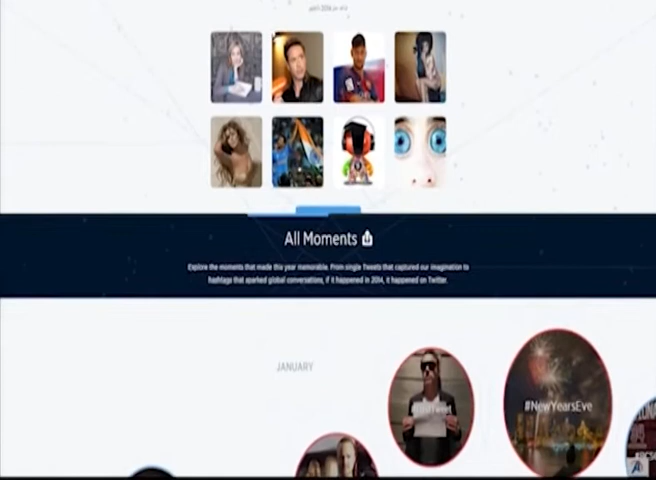 All Moments
Explore the moments that made this year memorable. From single Tweets that captured our imagination to
hashtags that sparked global conversations, if it happened in 2014, it happened on Twitter.
JANUARY
#NewYearsEve